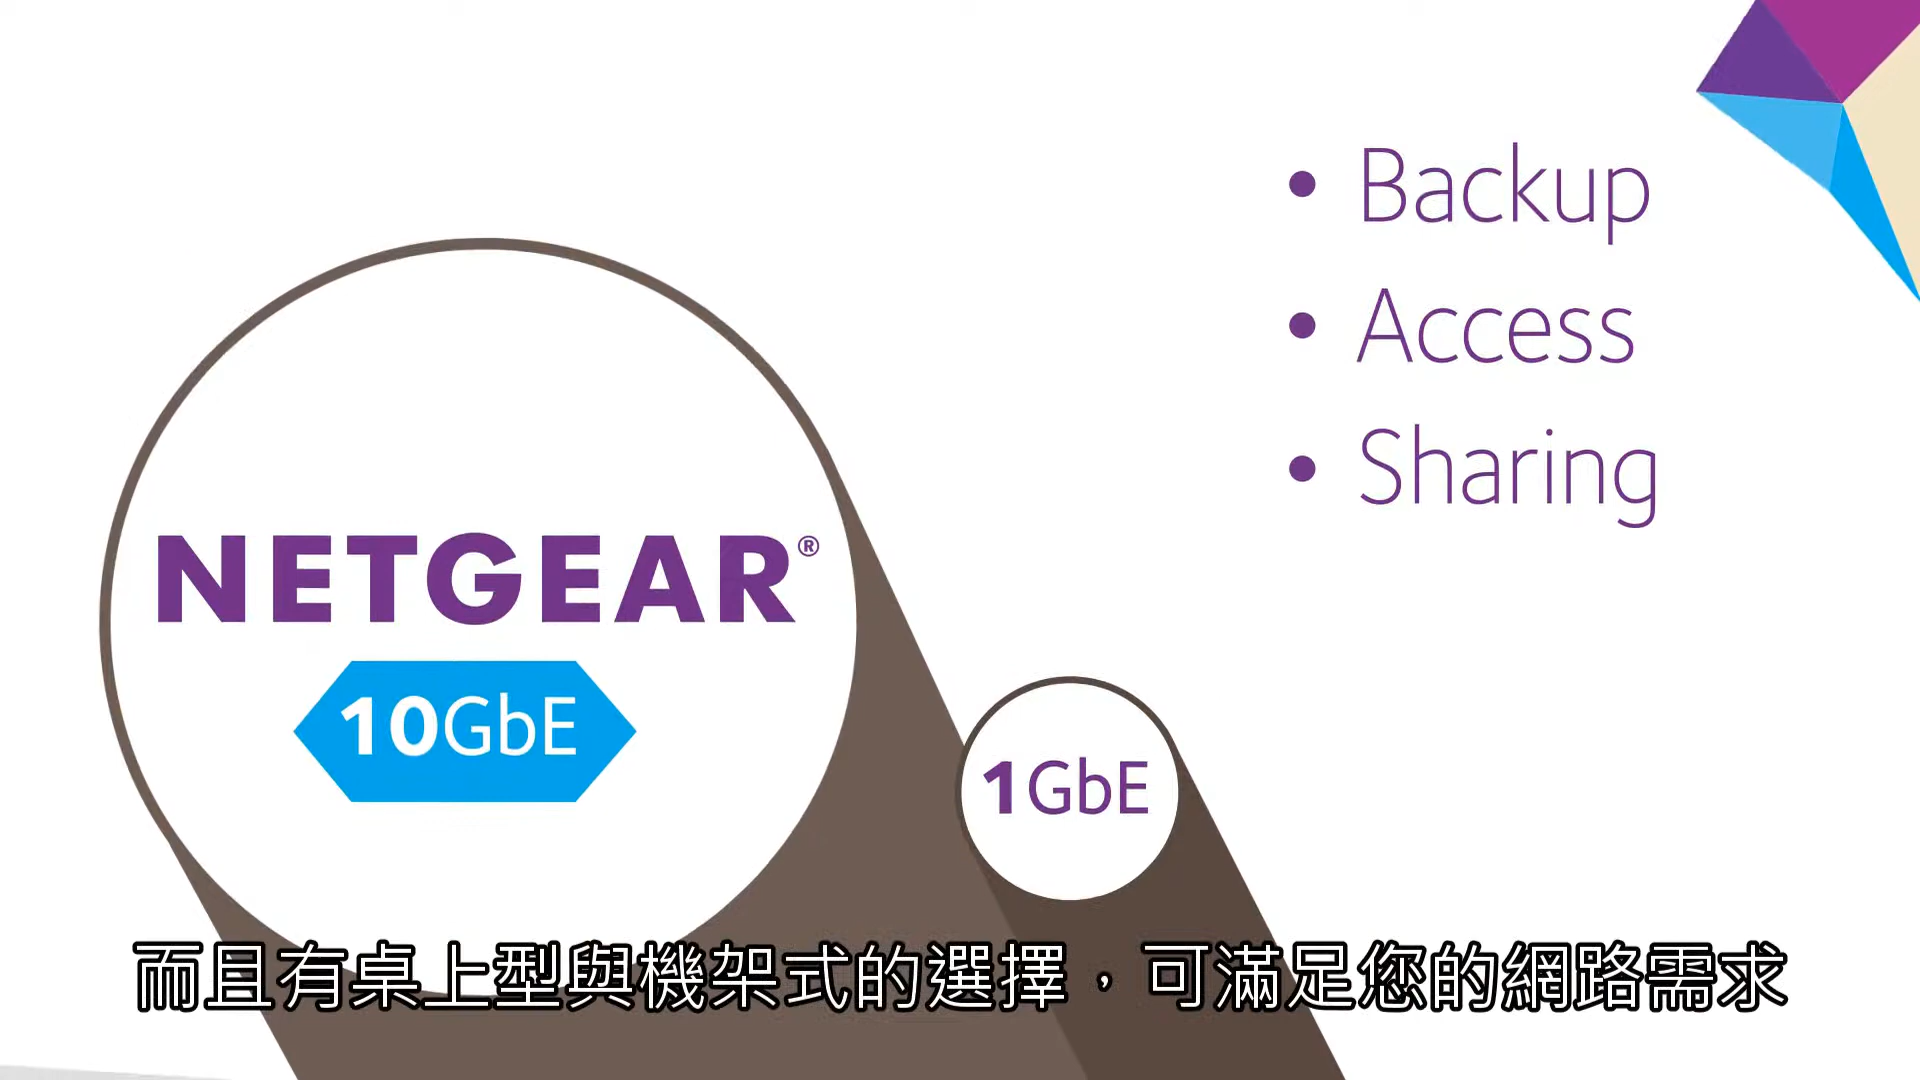 • Backup
• Access
• Sharing
NETGEAR®
10GbE
1GbE
而且有桌上型與機架式的選擇，可滿足您的網路需求